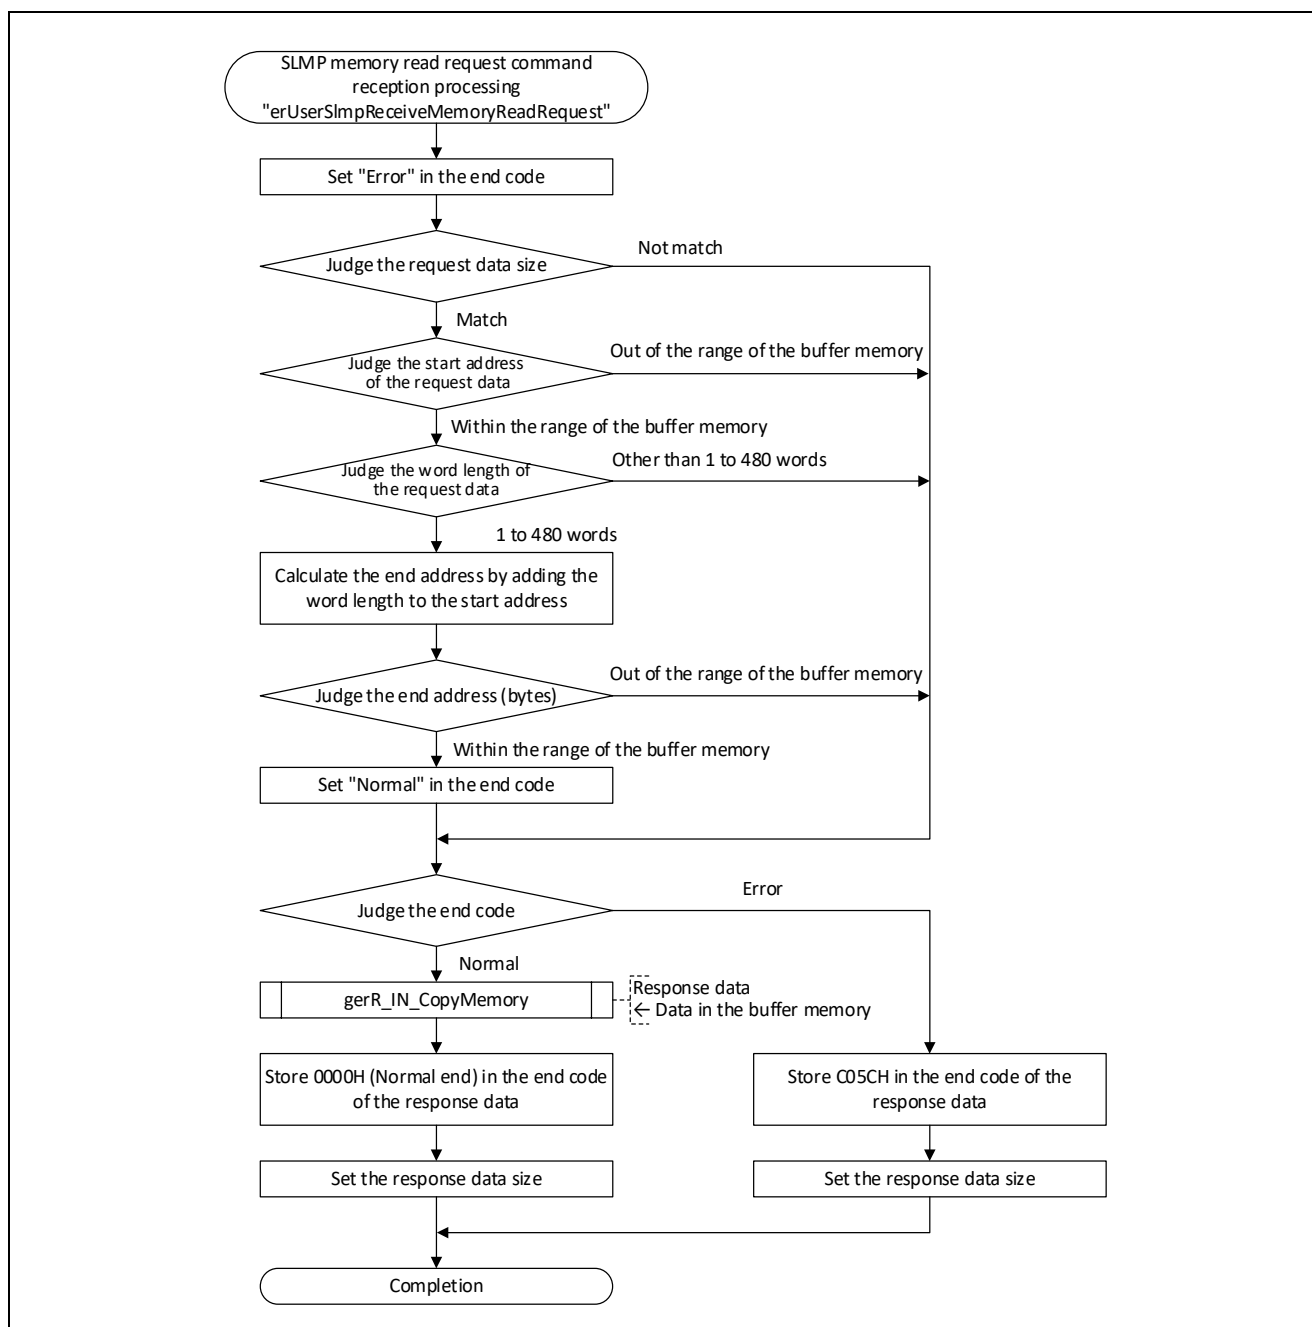 SLMP memory read request command
reception processing
"erUserSlmpReceiveMemoryReadRequest"
Set "Error" in the end code
Not match
Judge the request data size
Match
Out of the range of the buffer memory
Judge the start address
of the request data
Within the range of the buffer memory
Other than 1 to 480 words
Judge the word length of
the request data
1 to 480 words
Calculate the end address by adding the
word length to the start address
Out of the range of the buffer memory
Judge the end address (bytes)
Within the range of the buffer memory
Set "Normal" in the end code
Error
Judge the end code
Normal
gerR_IN_CopyMemory
Response data
← Data in the buffer memory
Store 0000H (Normal end) in the end code
of the response data
Store C05CH in the end code of the
response data
Set the response data size
Set the response data size
Completion